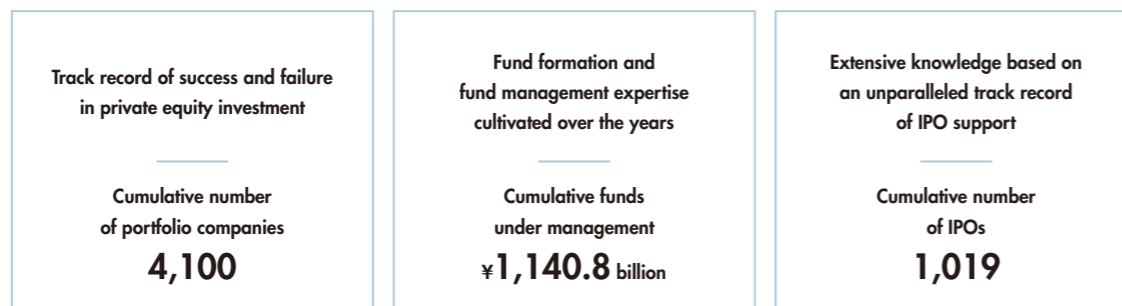 Track record of success and failure
in private equity investment
Cumulative number
of portfolio companies
4,100
Fund formation and
fund management expertise
cultivated over the years
Cumulative funds
under management
¥1,140.8 billion
Extensive knowledge based on
an unparalleled track record
of IPO support
Cumulative number
of IPOs
1,019